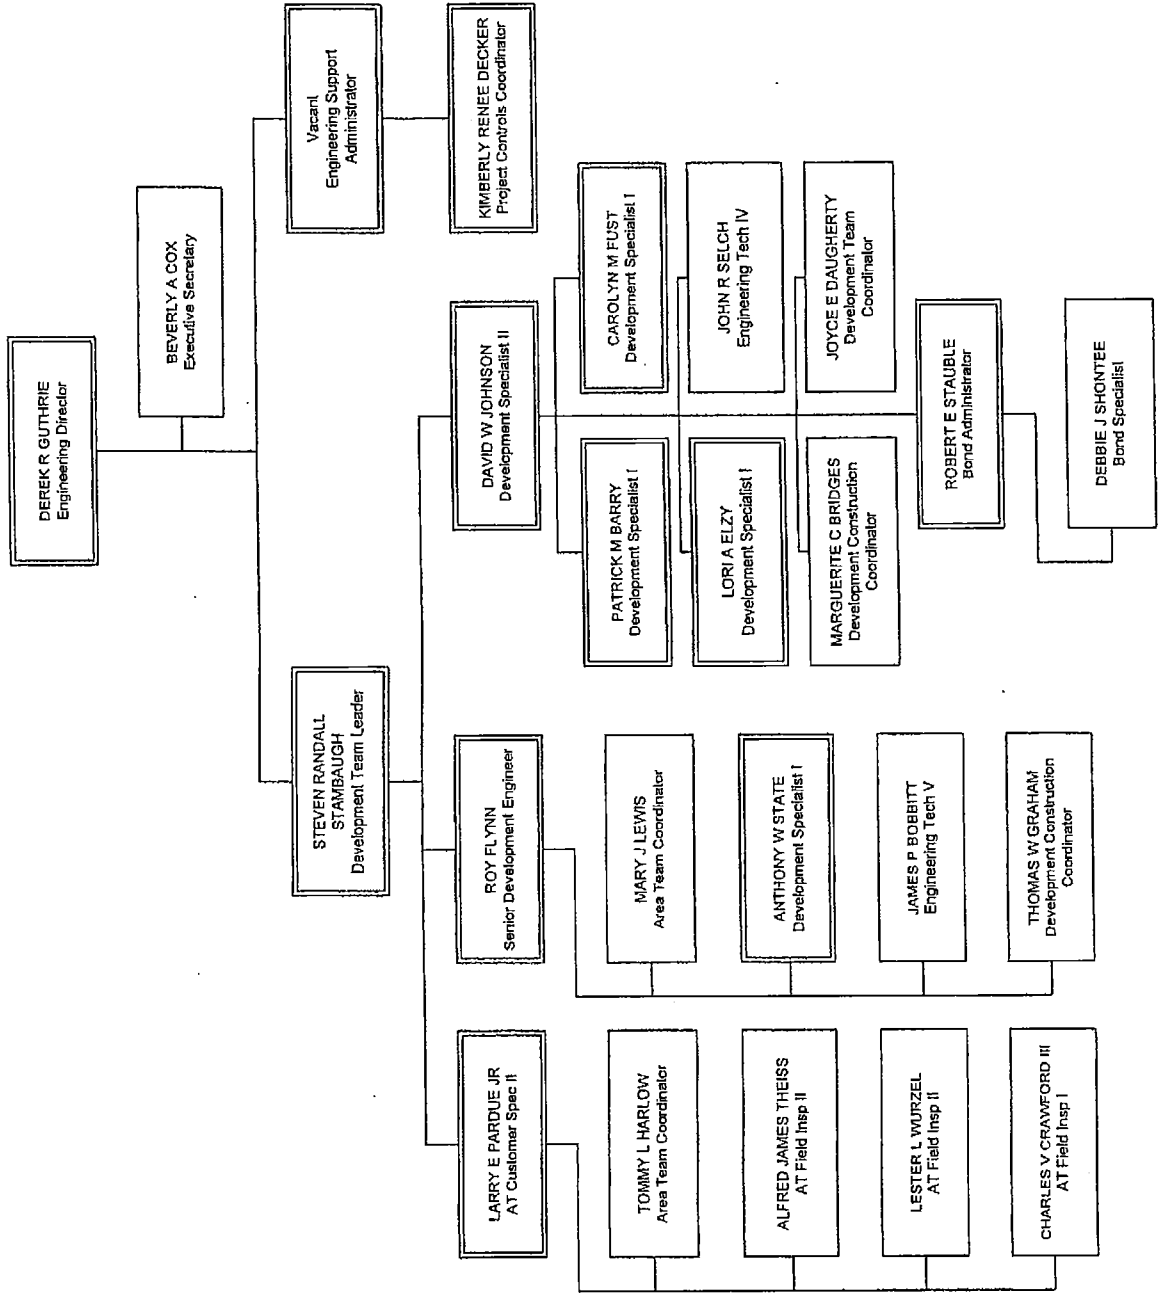 DEREK R GUTHRIE
Engineering Director
BEVERLY A COX
Executive Secretary
STEVEN RANDALL
STAMBAUGH
Development Team Leader
Vacant
Engineering Support
Administrator
LARRY E PARDUE JR
AT Customer Spec II
ROY FLYNN
Senior Development Engineer
DAVID W JOHNSON
Development Specialist II
KIMBERLY RENEE DECKER
Project Controls Coordinator
TOMMY L HARLOW
Area Team Coordinator
ALFRED JAMES THEISS
AT Field Insp II
LESTER L WURZEL
AT Field Insp II
CHARLES V CRAWFORD III
AT Field Insp I
MARY J LEWIS
Area Team Coordinator
ANTHONY W STATE
Development Specialist I
JAMES P BOBBITT
Engineering Tech V
THOMAS W GRAHAM
Development Construction
Coordinator
PATRICK M BARRY
Development Specialist I
CAROLYN M FUST
Development Specialist I
LORI A ELZY
Development Specialist I
JOHN R SELCH
Engineering Tech IV
MARGUERITE C BRIDGES
Development Construction
Coordinator
JOYCE E DAUGHERTY
Development Team
Coordinator
ROBERT E STAUBLE
Bond Administrator
DEBBIE J SHONTEE
Bond Specialist